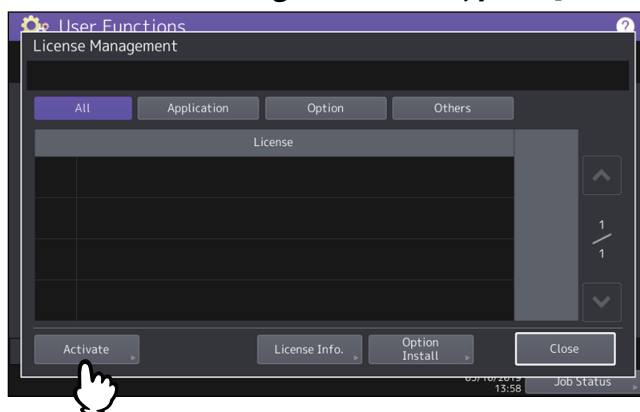 User Functions
?
License Management
All
Application
Option
Others
License
1
1
Activate
License Info.
Option
Install
Close
13:58
Job Status